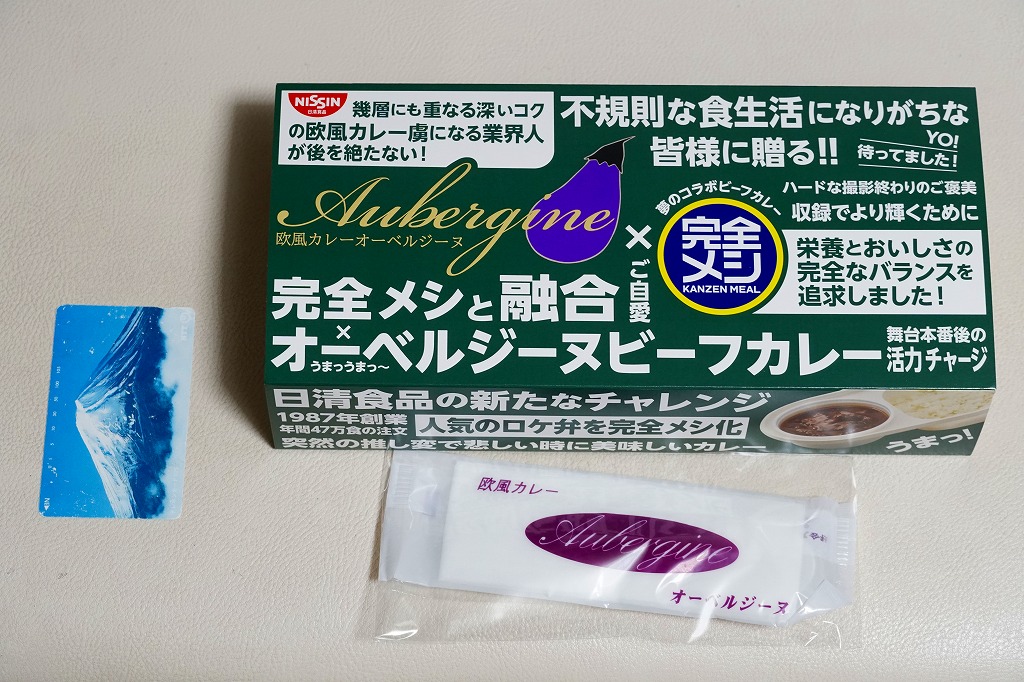 NISSIN
日清食品
幾層にも重なる深いコク
の欧風カレー虜になる業界人
が後を絶たない!
不規則な食生活になりがちな
皆様に贈る!!
YO!
待ってました!
Aubergine
欧風カレーオーベルジーヌ
×
ご自愛
夢のコラボビーフカレー
完全
メシ
KANZEN MEAL
ハードな撮影終わりのご褒美
収録でより輝くために
栄養とおいしさの
完全なバランスを
追求しました!
完全メシと融合
×
オーベルジーヌビーフカレー
うまっうまっ〜
舞台本番後の
活力チャージ
日清食品の新たなチャレンジ
1987年創業
年間47万食の注文
人気のロケ弁を完全メシ化
突然の推し変で悲しい時に美味しいカレー
うまっ!
欧風カレー
Aubergine
オーベルジーヌ